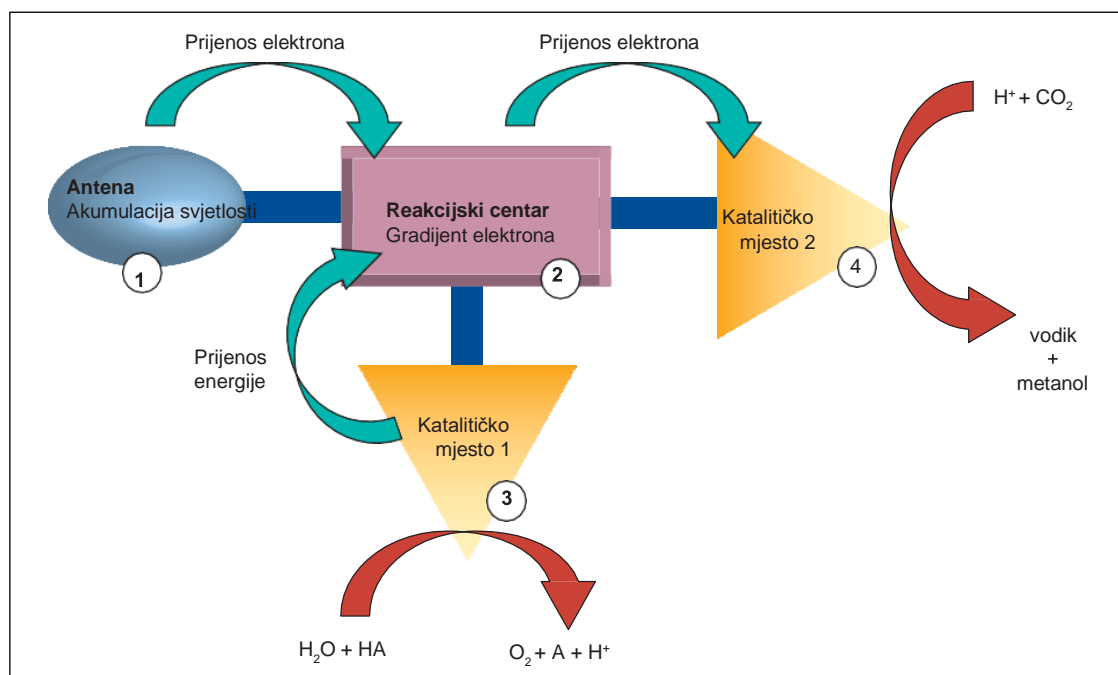 Prijenos elektrona
Prijenos elektrona
H⁺ + CO₂
Antena
Akumulacija svjetlosti
1
Reakcijski centar
Gradijent elektrona
2
Katalitičko
mjesto 2
4
vodik
+
metanol
Prijenos
energije
Katalitičko
mjesto 1
3
H₂O + HA
O₂ + A + H⁺